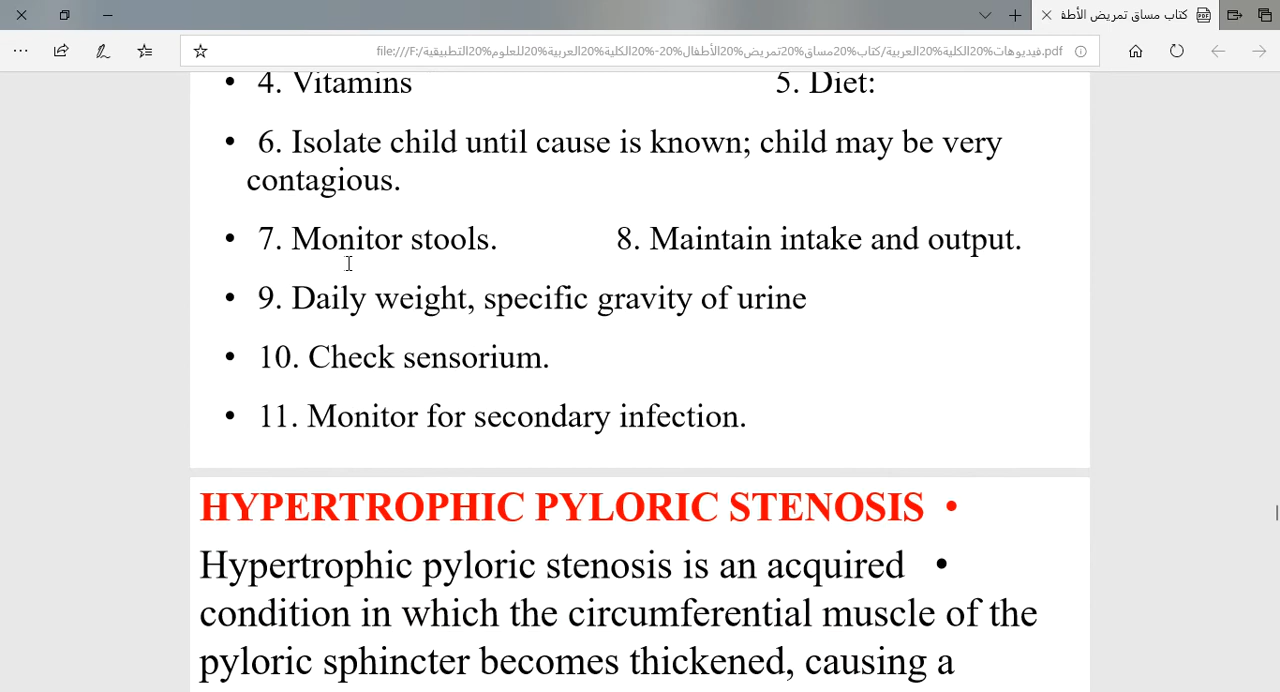 كتاب مساق تمريض الأطف
file:///F:/فيديوهات%20الكلية%20العربية/كتاب%20مساق%20تمريض%20الأطفال%20-%20الكلية%20العربية%20للعلوم%20التطبيقية.pdf
• 4. Vitamins 5. Diet:
• 6. Isolate child until cause is known; child may be very
contagious.
• 7. Monitor stools. 8. Maintain intake and output.
• 9. Daily weight, specific gravity of urine
• 10. Check sensorium.
• 11. Monitor for secondary infection.
HYPERTROPHIC PYLORIC STENOSIS •
Hypertrophic pyloric stenosis is an acquired •
condition in which the circumferential muscle of the
pyloric sphincter becomes thickened, causing a